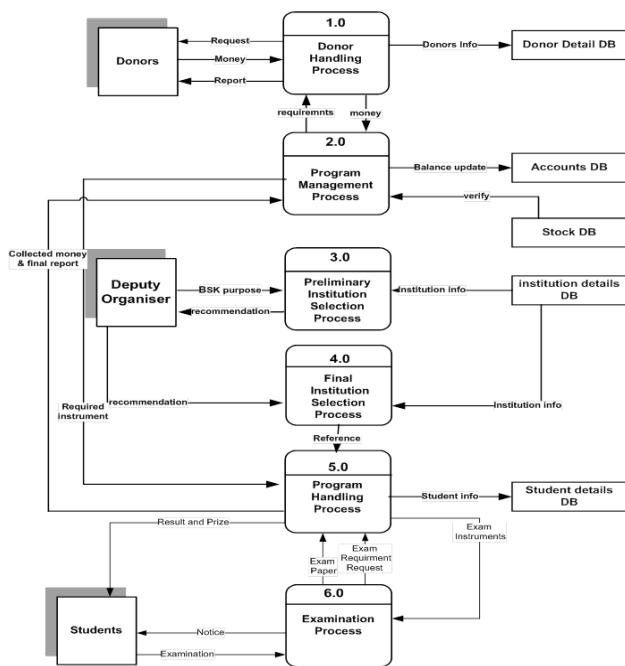 1.0
Donor
Handling
Process
Donors
Request
Money
Report
Donors Info
Donor Detail DB
requiremnts
money
2.0
Program
Management
Process
Balance update
Accounts DB
verify
Stock DB
Collected money
& final report
3.0
Preliminary
Institution
Selection
Process
Deputy
Organiser
BSK purpose
recommendation
Institution info
institution details
DB
4.0
Final
Institution
Selection
Process
recommendation
Institution info
Required
instrument
Reference
5.0
Program
Handling
Process
Student info
Student details
DB
Result and Prize
Exam
Instruments
Exam
Paper
Exam
Requirment
Request
6.0
Examination
Process
Students
Notice
Examination